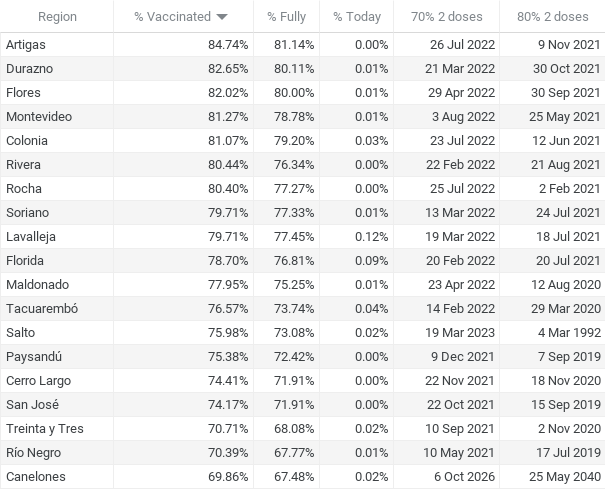 Region % Vaccinated % Fully % Today 70% 2 doses 80% 2 doses
Artigas 84.74% 81.14% 0.00% 26 Jul 2022 9 Nov 2021
Durazno 82.65% 80.11% 0.01% 21 Mar 2022 30 Oct 2021
Flores 82.02% 80.00% 0.01% 29 Apr 2022 30 Sep 2021
Montevideo 81.27% 78.78% 0.01% 3 Aug 2022 25 May 2021
Colonia 81.07% 79.20% 0.03% 23 Jul 2022 12 Jun 2021
Rivera 80.44% 76.34% 0.00% 22 Feb 2022 21 Aug 2021
Rocha 80.40% 77.27% 0.00% 25 Jul 2022 2 Feb 2021
Soriano 79.71% 77.33% 0.01% 13 Mar 2022 24 Jul 2021
Lavalleja 79.71% 77.45% 0.12% 19 Mar 2022 18 Jul 2021
Florida 78.70% 76.81% 0.09% 20 Feb 2022 20 Jul 2021
Maldonado 77.95% 75.25% 0.01% 23 Apr 2022 12 Aug 2020
Tacuarembó 76.57% 73.74% 0.04% 14 Feb 2022 29 Mar 2020
Salto 75.98% 73.08% 0.02% 19 Mar 2023 4 Mar 1992
Paysandú 75.38% 72.42% 0.00% 9 Dec 2021 7 Sep 2019
Cerro Largo 74.41% 71.91% 0.00% 22 Nov 2021 18 Nov 2020
San José 74.17% 71.91% 0.00% 22 Oct 2021 15 Sep 2019
Treinta y Tres 70.71% 68.08% 0.02% 10 Sep 2021 2 Nov 2020
Río Negro 70.39% 67.77% 0.01% 10 May 2021 17 Jul 2019
Canelones 69.86% 67.48% 0.02% 6 Oct 2026 25 May 2040